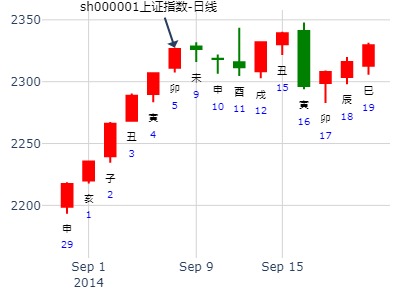 sh000001上证指数-日线
2350
2300
2250
2200
申
29
亥
1
子
2
丑
3
寅
4
卯
5
未
9
申
10
酉
11
戌
12
丑
15
寅
16
卯
17
辰
18
巳
19
Sep 1
2014
Sep 9
Sep 15